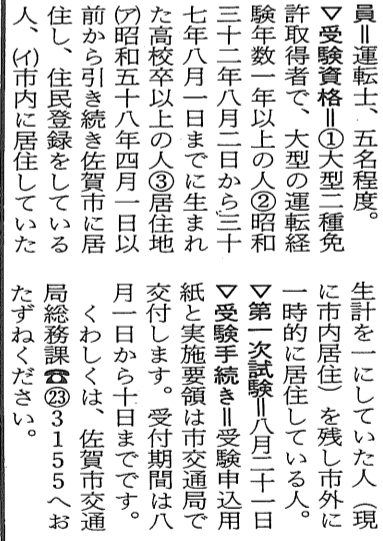 員＝運転士、五名程度。
▽受験資格＝①大型二種免
許取得者で、大型の運転経
験年数一年以上の人②昭和
三十二年八月二日から三十
七年八月一日までに生まれ
た高校卒以上の人③居住地
㋐昭和五十八年四月一日以
前から引き続き佐賀市に居
住し、住民登録をしている
人、㋑市内に居住していた
生計を一にしていた人（現
に市内居住）を残し市外に
一時的に居住している人。
▽第一次試験＝八月二十一日
▽受験手続き＝受験申込用
紙と実施要領は市交通局で
交付します。受付期間は八
月一日から十日までです。
くわしくは、佐賀市交通
局総務課☎㉓3155へお
たずねください。